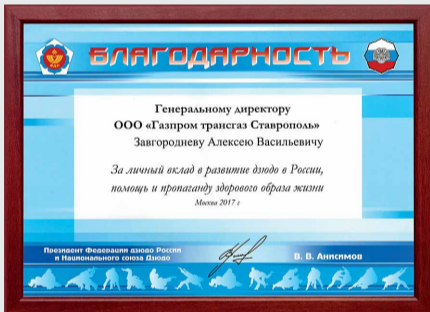 БЛАГОДАРНОСТЬ
Генеральному директору
ООО «Газпром трансгаз Ставрополь»
Завгородневу Алексею Васильевичу
За личный вклад в развитие дзюдо в России,
помощь и пропаганду здорового образа жизни
Москва 2017 г
Президент Федерации дзюдо России
и Национального союза Дзюдо
В. В. Анисимов